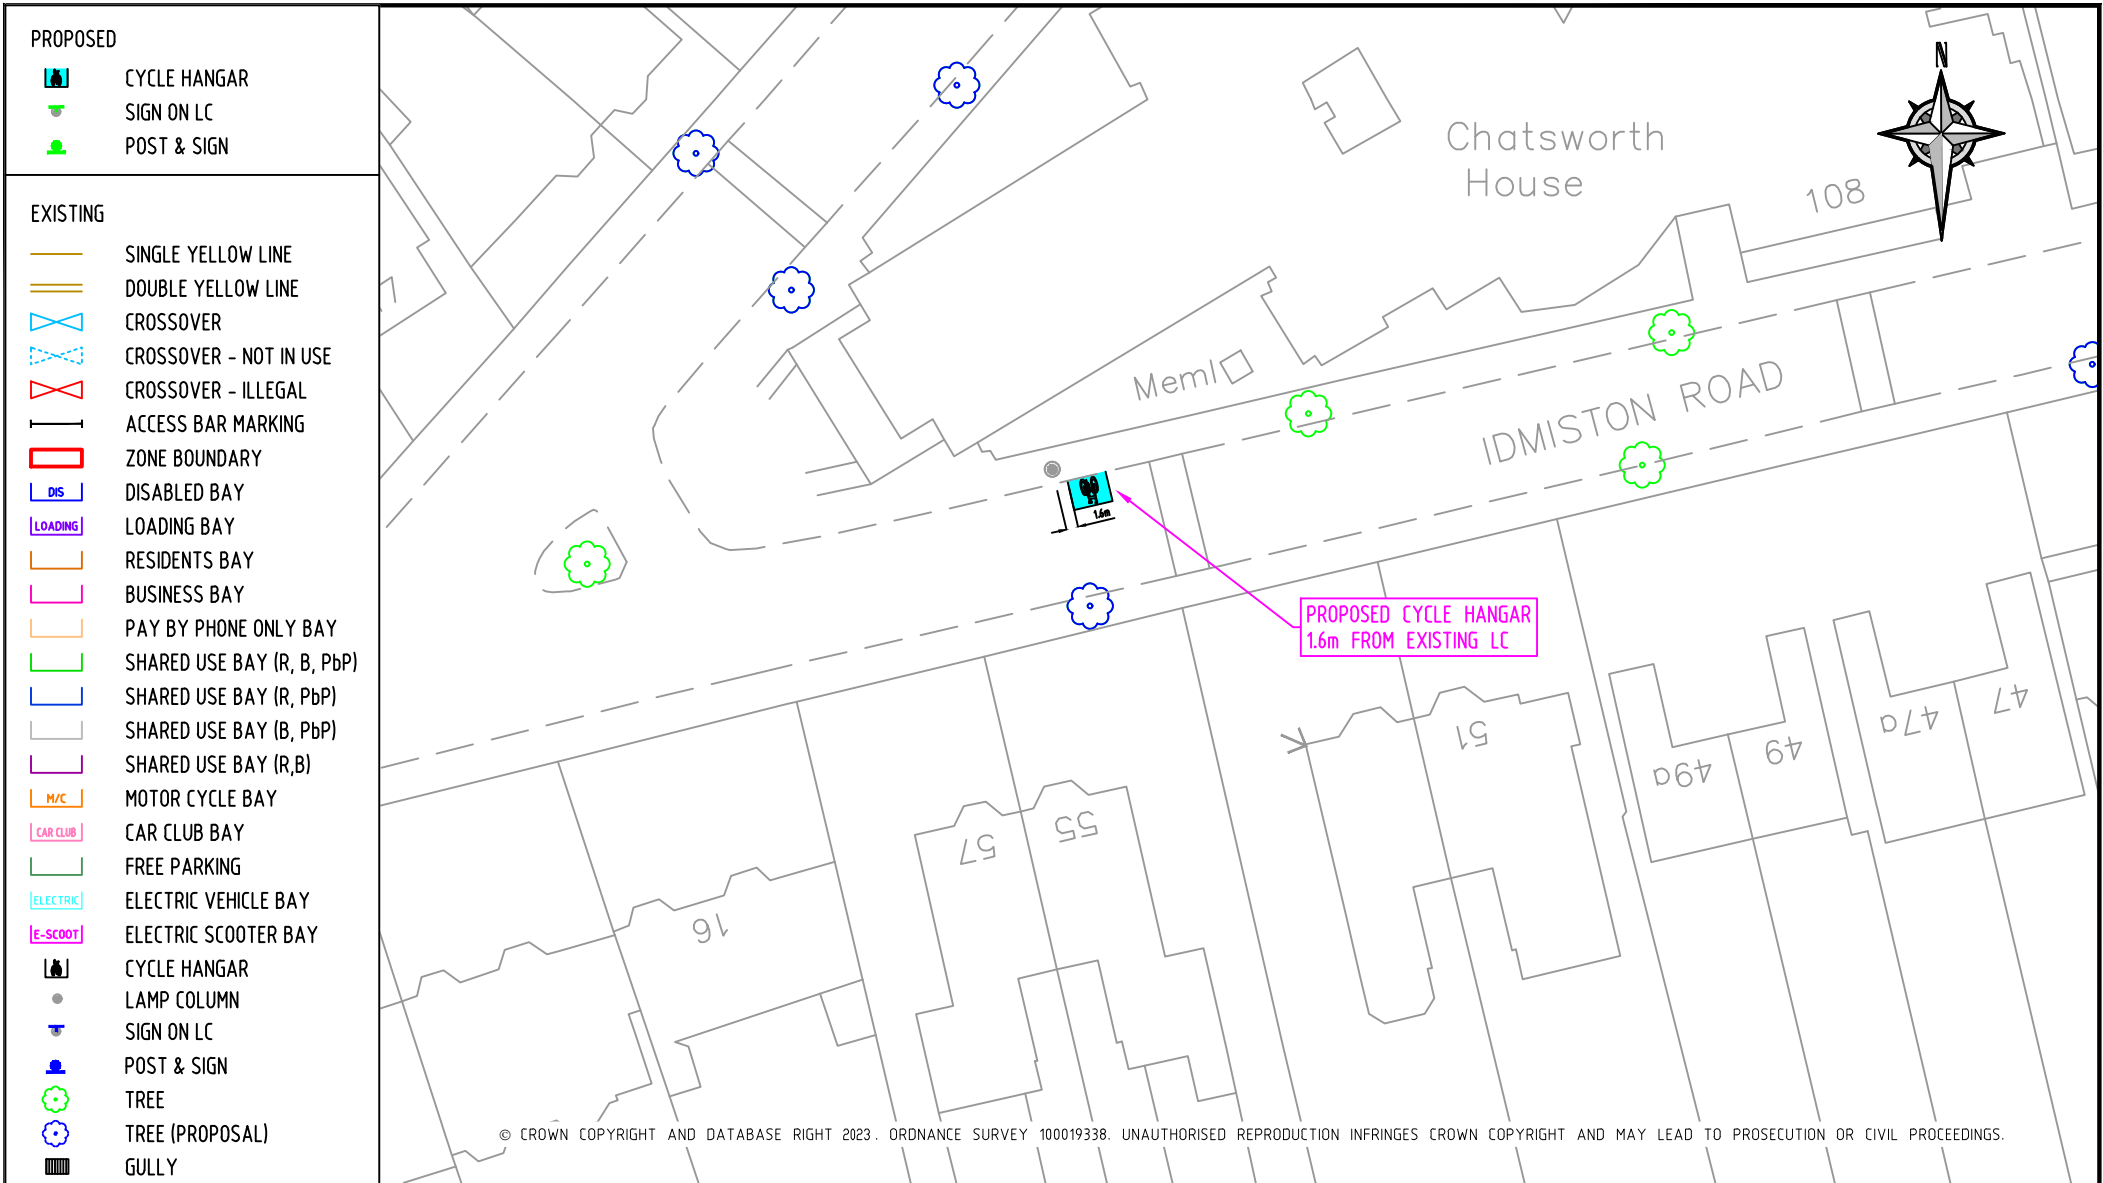 PROPOSED
CYCLE HANGAR
SIGN ON LC
POST & SIGN
EXISTING
SINGLE YELLOW LINE
DOUBLE YELLOW LINE
CROSSOVER
CROSSOVER - NOT IN USE
CROSSOVER - ILLEGAL
ACCESS BAR MARKING
ZONE BOUNDARY
DIS DISABLED BAY
LOADING LOADING BAY
RESIDENTS BAY
BUSINESS BAY
PAY BY PHONE ONLY BAY
SHARED USE BAY (R, B, PbP)
SHARED USE BAY (R, PbP)
SHARED USE BAY (B, PbP)
SHARED USE BAY (R,B)
M/C MOTOR CYCLE BAY
CAR CLUB CAR CLUB BAY
FREE PARKING
ELECTRIC ELECTRIC VEHICLE BAY
E-SCOOT ELECTRIC SCOOTER BAY
CYCLE HANGAR
LAMP COLUMN
SIGN ON LC
POST & SIGN
TREE
TREE (PROPOSAL)
GULLY
N
Chatsworth
House
108
Meml
IDMISTON ROAD
1.6m
PROPOSED CYCLE HANGAR
1.6m FROM EXISTING LC
47
47a
49
49a
51
55
57
16
© CROWN COPYRIGHT AND DATABASE RIGHT 2023. ORDNANCE SURVEY 100019338. UNAUTHORISED REPRODUCTION INFRINGES CROWN COPYRIGHT AND MAY LEAD TO PROSECUTION OR CIVIL PROCEEDINGS.